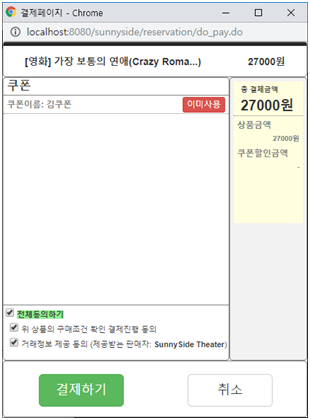 결제페이지 - Chrome
localhost:8080/sunnyside/reservation/do_pay.do
[영화] 가장 보통의 연애(Crazy Roma...) 27000원
쿠폰
쿠폰이름: 김쿠폰 이미사용
총 결제금액
27000원
상품금액
27000원
쿠폰할인금액
-
전체동의하기
위 상품의 구매조건 확인 결제진행 동의
거래정보 제공 동의 (제공받는 판매자: SunnySide Theater)
결제하기 취소